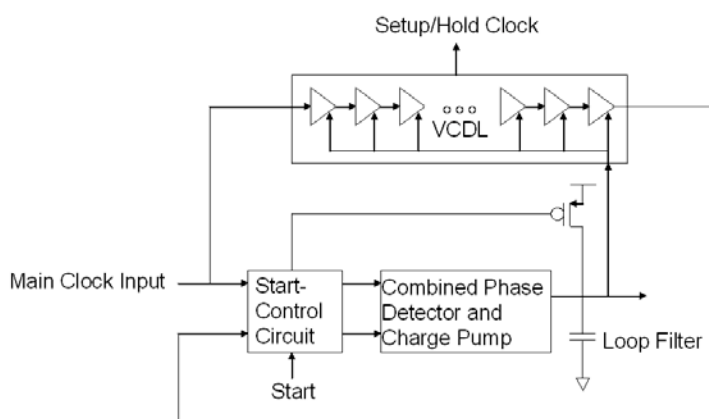 Setup/Hold Clock
VCDL
Main Clock Input
Start-
Control
Circuit
Combined Phase
Detector and
Charge Pump
Loop Filter
Start